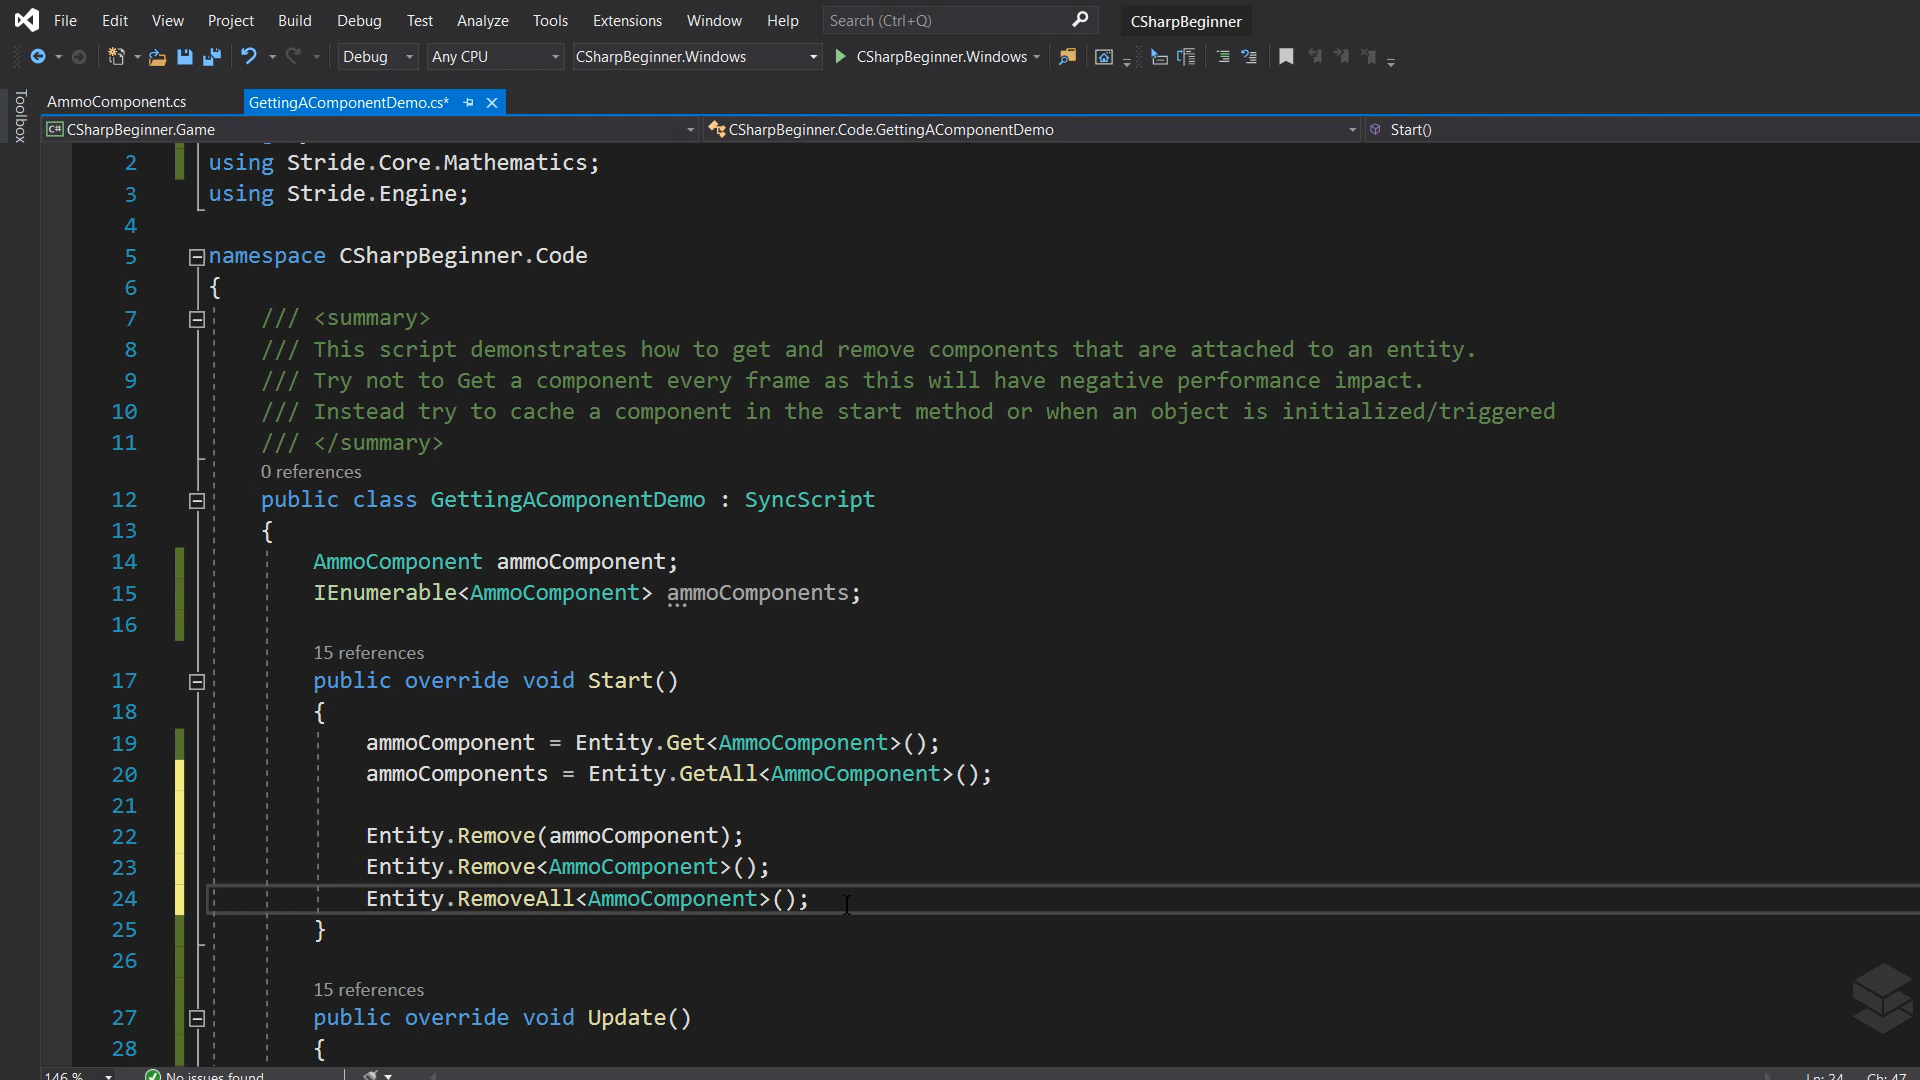 File Edit View Project Build Debug Test Analyze Tools Extensions Window Help Search (Ctrl+Q) CSharpBeginner
Debug Any CPU CSharpBeginner.Windows CSharpBeginner.Windows
Toolbox
AmmoComponent.cs GettingAComponentDemo.cs*
C# CSharpBeginner.Game CSharpBeginner.Code.GettingAComponentDemo Start()
2 using Stride.Core.Mathematics;
3 using Stride.Engine;
4
5 namespace CSharpBeginner.Code
6 {
7 /// <summary>
8 /// This script demonstrates how to get and remove components that are attached to an entity.
9 /// Try not to Get a component every frame as this will have negative performance impact.
10 /// Instead try to cache a component in the start method or when an object is initialized/triggered
11 /// </summary>
0 references
12 public class GettingAComponentDemo : SyncScript
13 {
14 AmmoComponent ammoComponent;
15 IEnumerable<AmmoComponent> ammoComponents;
16
15 references
17 public override void Start()
18 {
19 ammoComponent = Entity.Get<AmmoComponent>();
20 ammoComponents = Entity.GetAll<AmmoComponent>();
21
22 Entity.Remove(ammoComponent);
23 Entity.Remove<AmmoComponent>();
24 Entity.RemoveAll<AmmoComponent>();
25 }
26
15 references
27 public override void Update()
28 {
146 % No issues found Ln: 24 Ch: 47